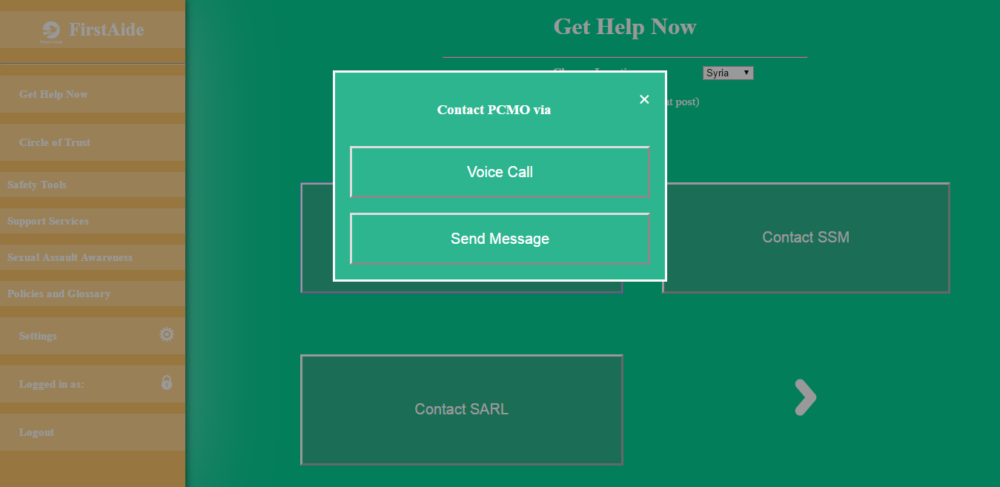 FirstAide
Get Help Now
Circle of Trust
Safety Tools
Support Services
Sexual Assault Awareness
Policies and Glossary
Settings
Logged in as:
Logout
Get Help Now
Syria
post)
Contact PCMO via
Voice Call
Send Message
Contact SSM
Contact SARL